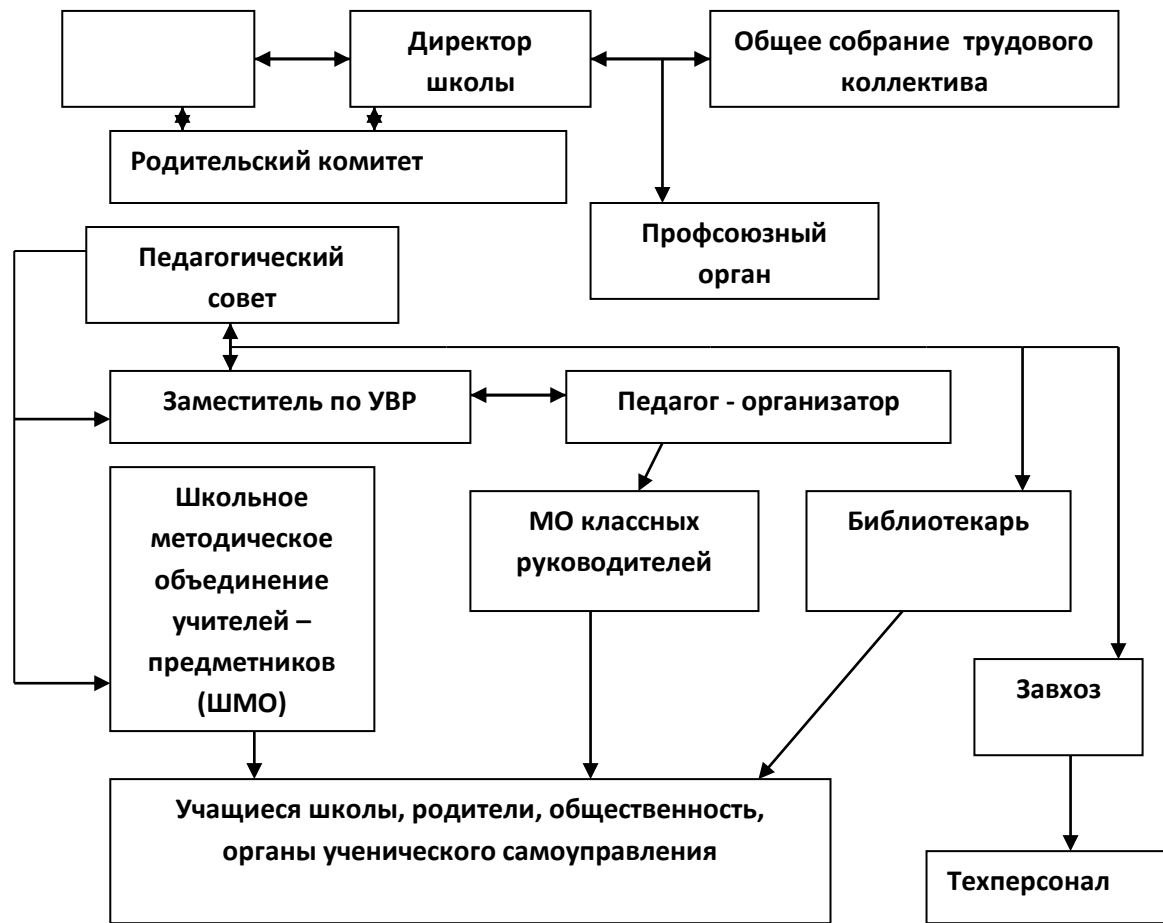 Директор
школы
Общее собрание трудового
коллектива
Родительский комитет
Профсоюзный
орган
Педагогический
совет
Заместитель по УВР
Педагог - организатор
Школьное
методическое
объединение
учителей –
предметников
(ШМО)
МО классных
руководителей
Библиотекарь
Завхоз
Учащиеся школы, родители, общественность,
органы ученического самоуправления
Техперсонал